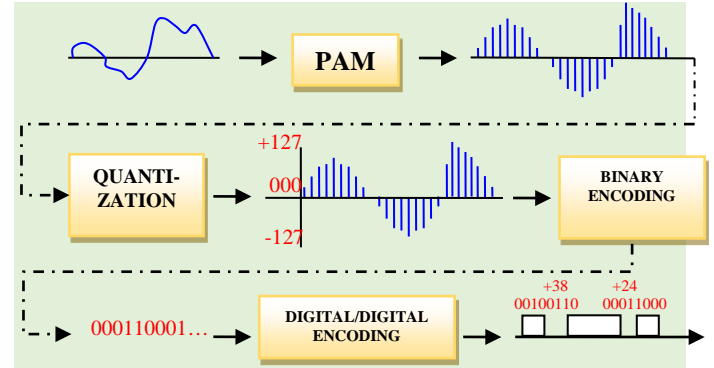 PAM
QUANTI-
ZATION
+127
000
-127
BINARY
ENCODING
000110001...
DIGITAL/DIGITAL
ENCODING
+38 +24
00100110 00011000